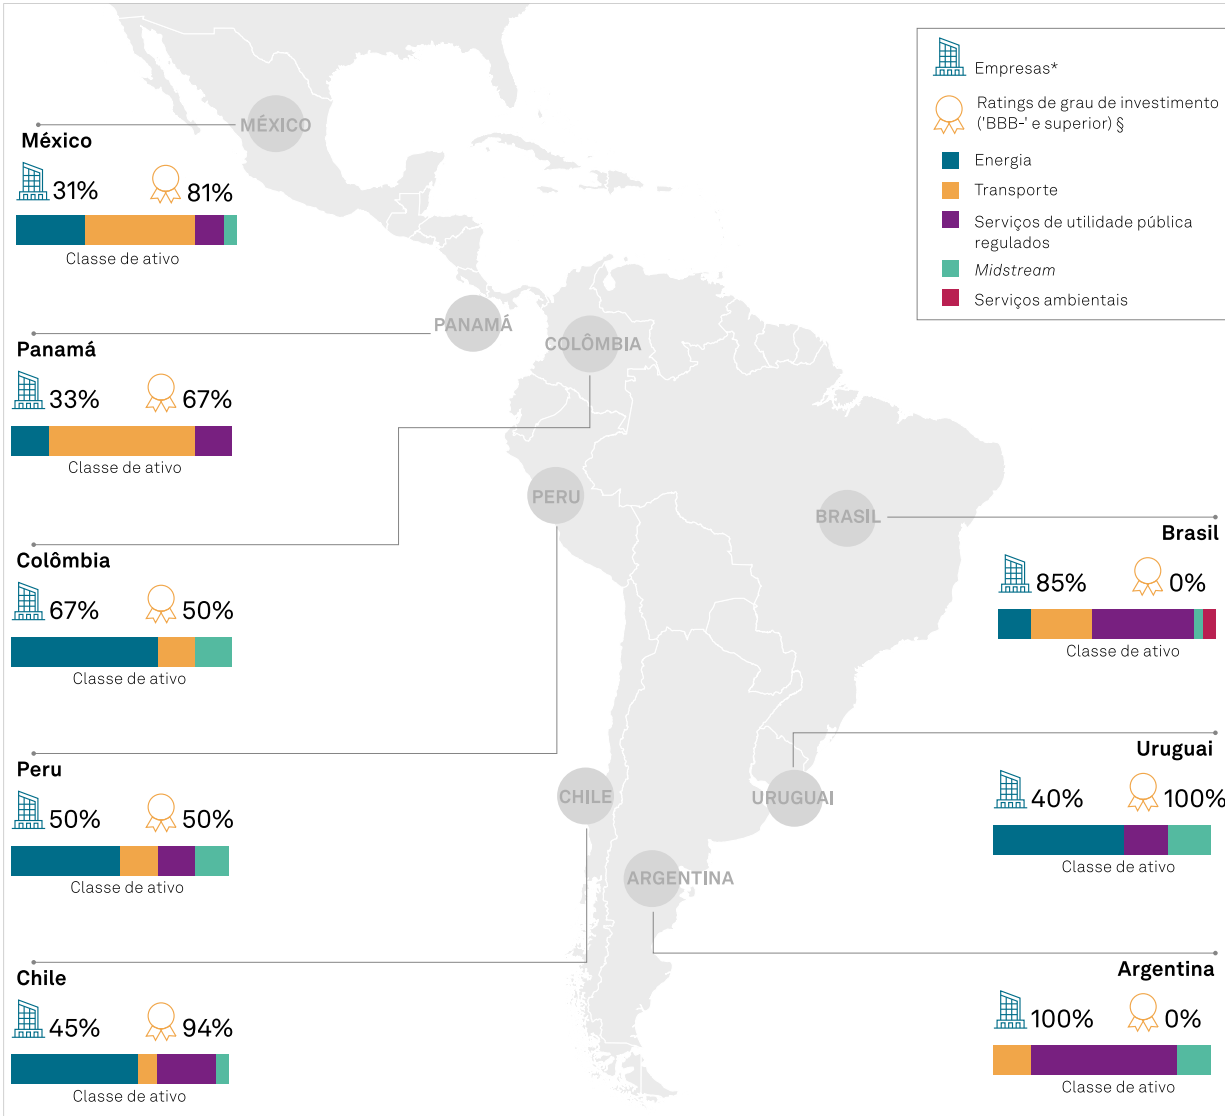 Empresas*
Ratings de grau de investimento
('BBB-' e superior) §
Energia
Transporte
Serviços de utilidade pública
regulados
Midstream
Serviços ambientais
MÉXICO
PANAMÁ
COLÔMBIA
PERU
BRASIL
CHILE
URUGUAI
ARGENTINA
México
31% 81%
Classe de ativo
Panamá
33% 67%
Classe de ativo
Colômbia
67% 50%
Classe de ativo
Peru
50% 50%
Classe de ativo
Chile
45% 94%
Classe de ativo
Brasil
85% 0%
Classe de ativo
Uruguai
40% 100%
Classe de ativo
Argentina
100% 0%
Classe de ativo